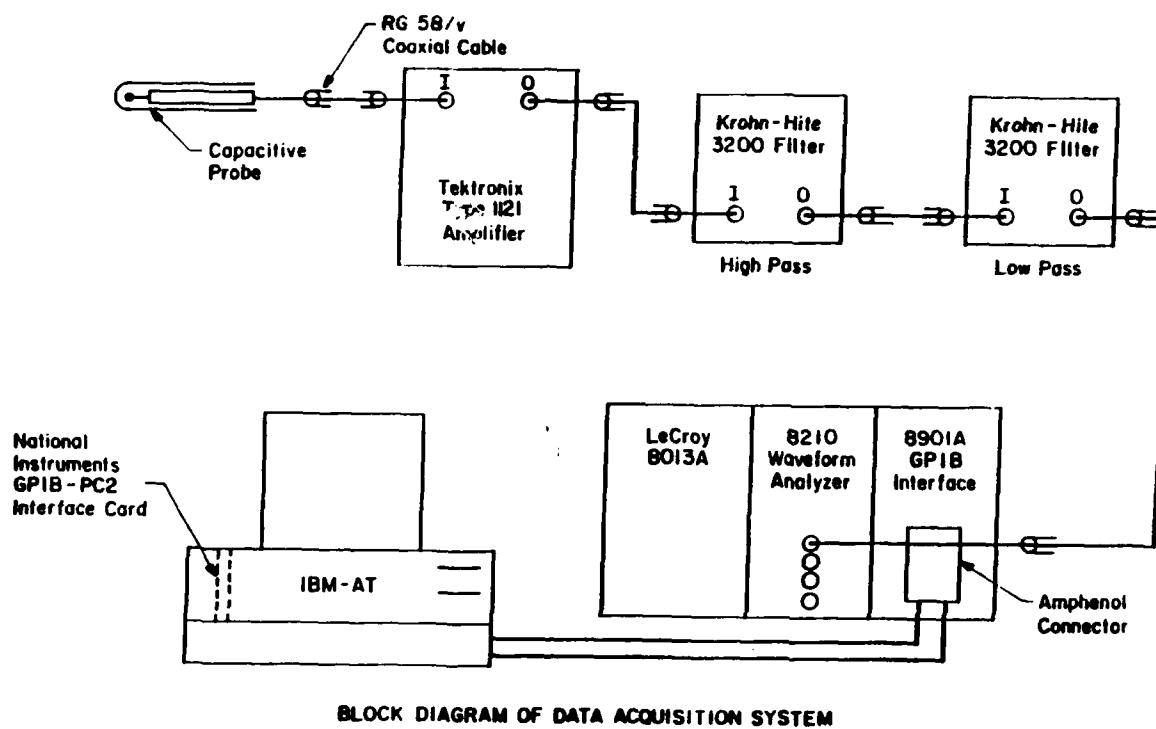 RG 58/v
Coaxial Cable
I
O
Capacitive
Probe
Tektronix
Type 1121
Amplifier
Krohn-Hite
3200 Filter
I
O
High Pass
Krohn-Hite
3200 Filter
I
O
Low Pass
National
Instruments
GPIB-PC2
Interface Card
IBM-AT
LeCroy
8013A
8210
Waveform
Analyzer
8901A
GPIB
Interface
Amphenol
Connector
BLOCK DIAGRAM OF DATA ACQUISITION SYSTEM